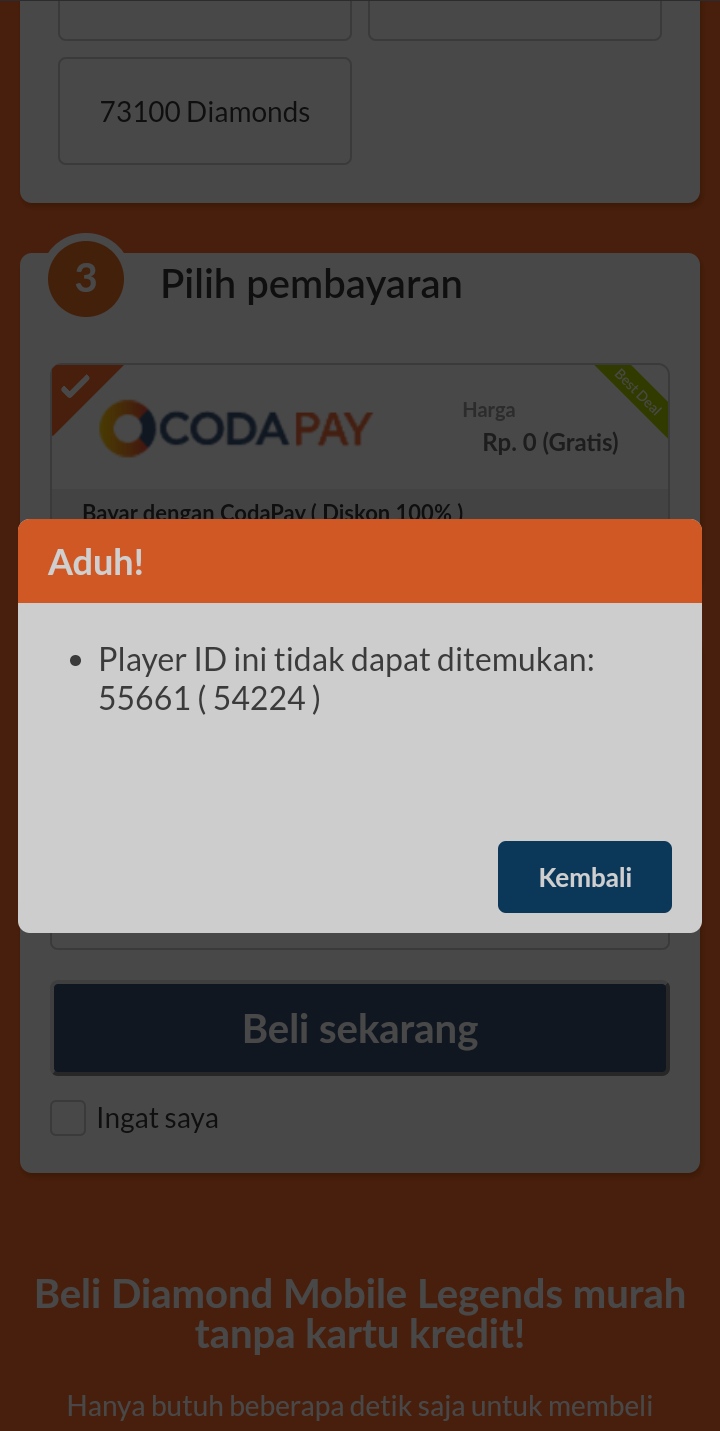 73100 Diamonds
3
Pilih pembayaran
Best Deal
CODAPAY
Harga
Rp. 0 (Gratis)
Bayar dengan CodaPay ( Diskon 100% )
Aduh!
Player ID ini tidak dapat ditemukan:
55661 ( 54224 )
Kembali
Beli sekarang
Ingat saya
Beli Diamond Mobile Legends murah
tanpa kartu kredit!
Hanya butuh beberapa detik saja untuk membeli